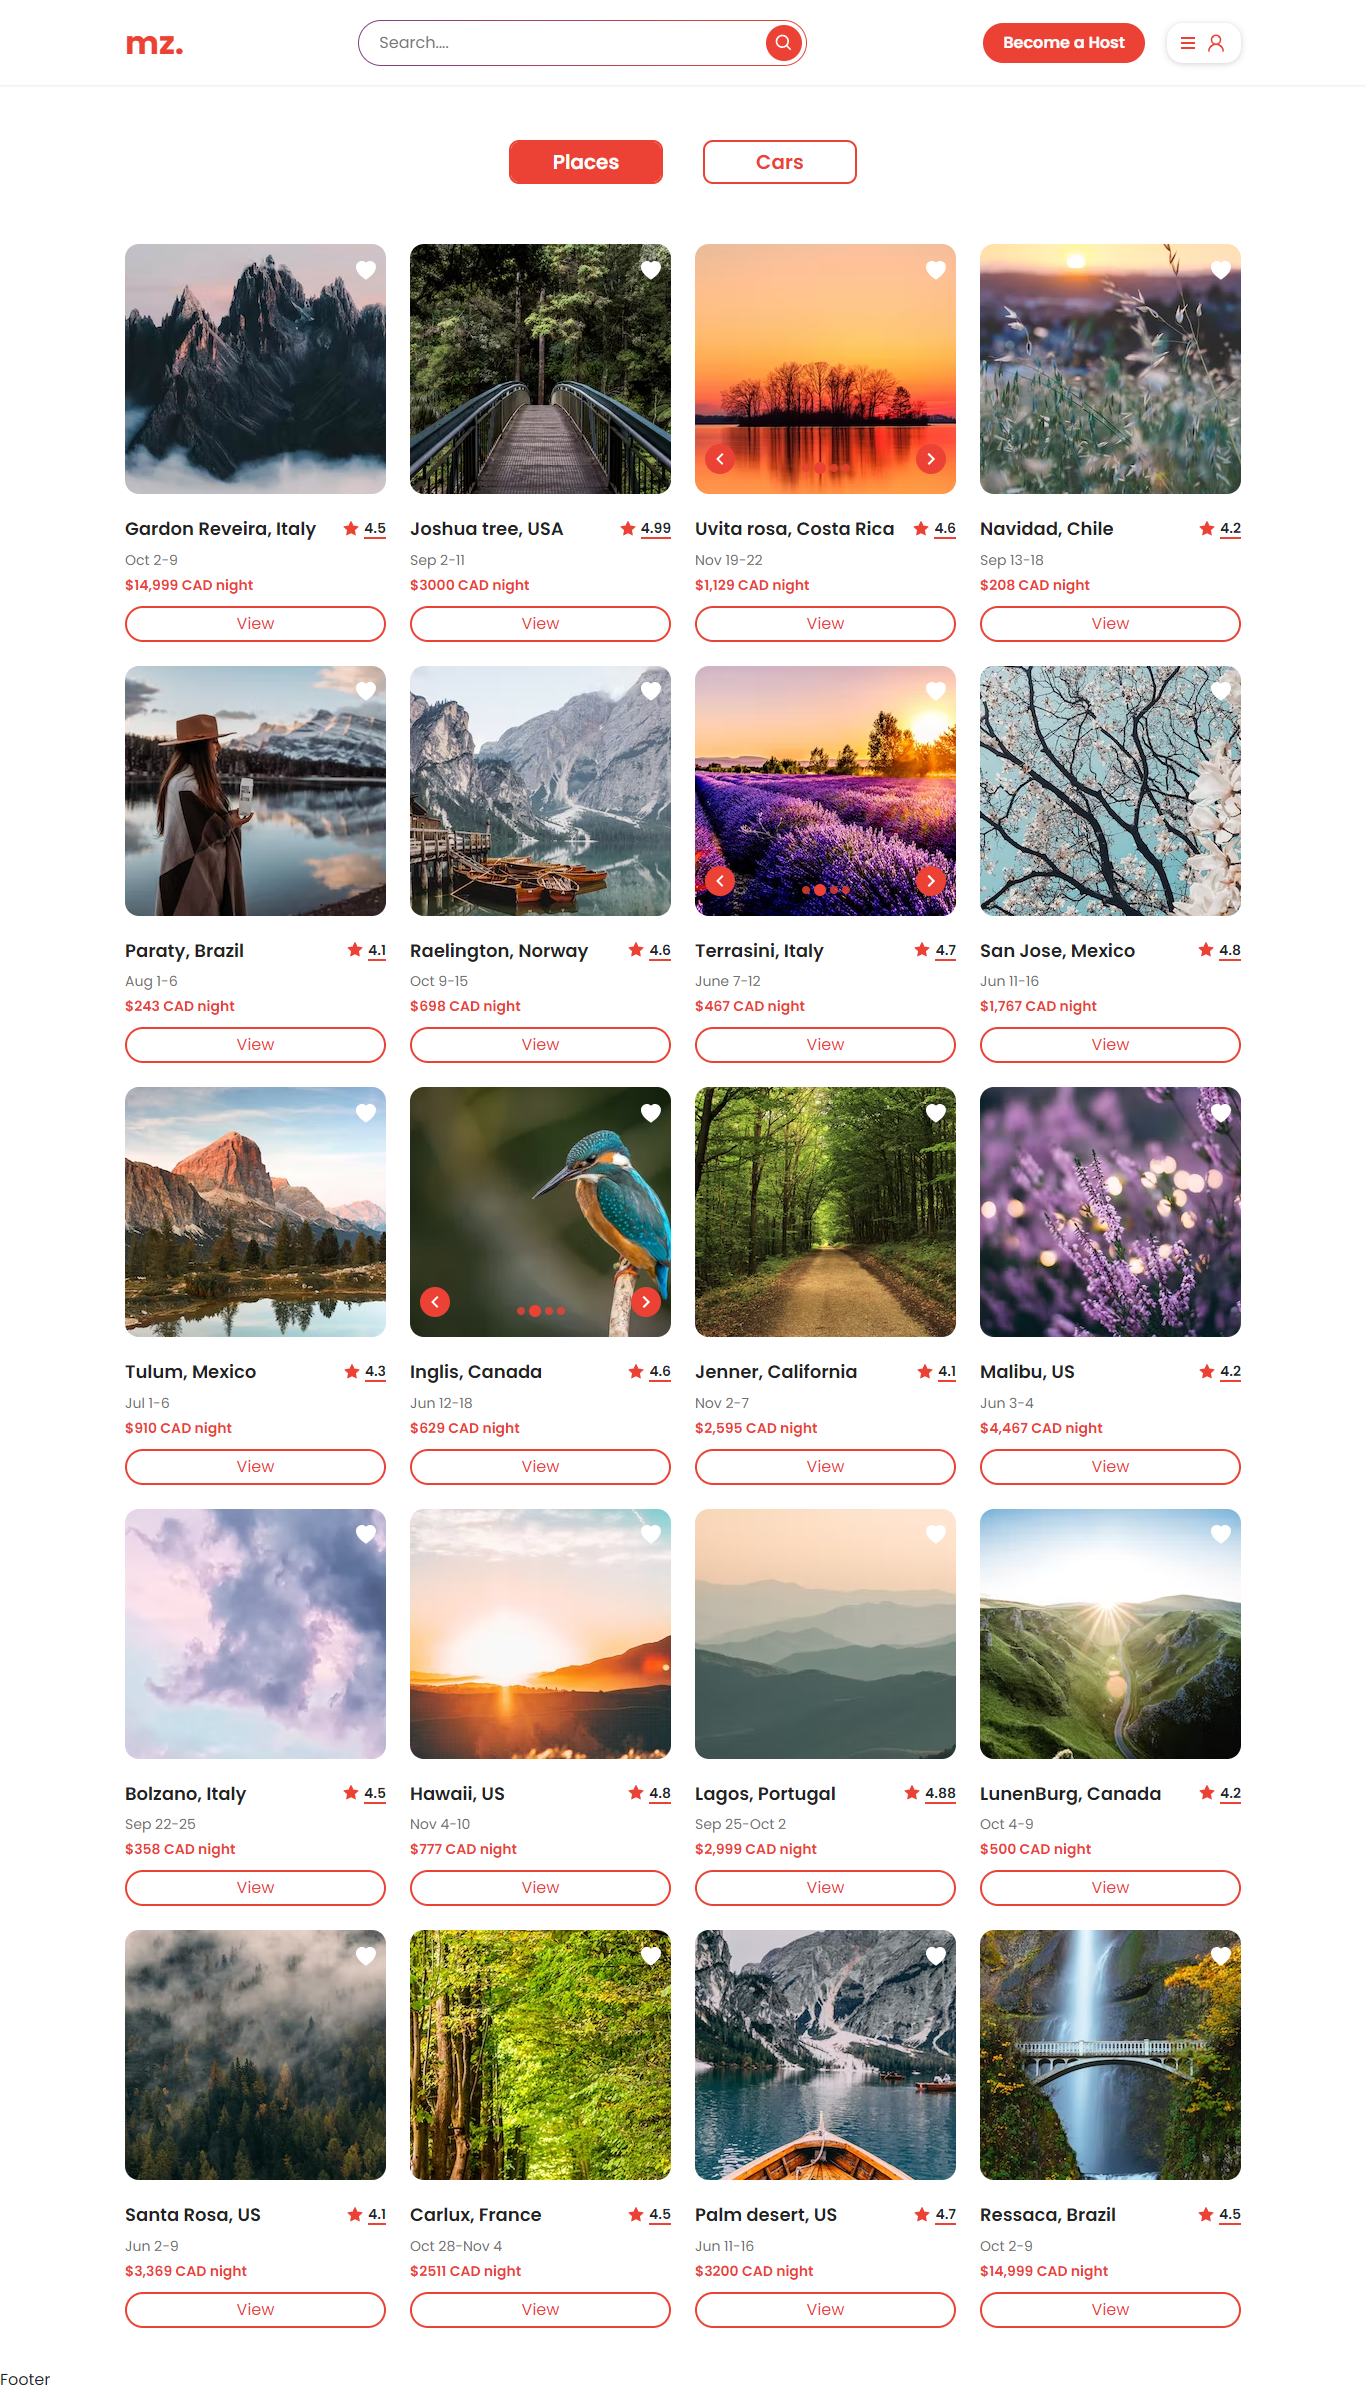 mz.
Search....
Become a Host
Places
Cars
Gardon Reveira, Italy 4.5
Oct 2-9
$14,999 CAD night
View
Joshua tree, USA 4.99
Sep 2-11
$3000 CAD night
View
Uvita rosa, Costa Rica 4.6
Nov 19-22
$1,129 CAD night
View
Navidad, Chile 4.2
Sep 13-18
$208 CAD night
View
Paraty, Brazil 4.1
Aug 1-6
$243 CAD night
View
Raelington, Norway 4.6
Oct 9-15
$698 CAD night
View
Terrasini, Italy 4.7
June 7-12
$467 CAD night
View
San Jose, Mexico 4.8
Jun 11-16
$1,767 CAD night
View
Tulum, Mexico 4.3
Jul 1-6
$910 CAD night
View
Inglis, Canada 4.6
Jun 12-18
$629 CAD night
View
Jenner, California 4.1
Nov 2-7
$2,595 CAD night
View
Malibu, US 4.2
Jun 3-4
$4,467 CAD night
View
Bolzano, Italy 4.5
Sep 22-25
$358 CAD night
View
Hawaii, US 4.8
Nov 4-10
$777 CAD night
View
Lagos, Portugal 4.88
Sep 25-Oct 2
$2,999 CAD night
View
LunenBurg, Canada 4.2
Oct 4-9
$500 CAD night
View
Santa Rosa, US 4.1
Jun 2-9
$3,369 CAD night
View
Carlux, France 4.5
Oct 28-Nov 4
$2511 CAD night
View
Palm desert, US 4.7
Jun 11-16
$3200 CAD night
View
Ressaca, Brazil 4.5
Oct 2-9
$14,999 CAD night
View
Footer